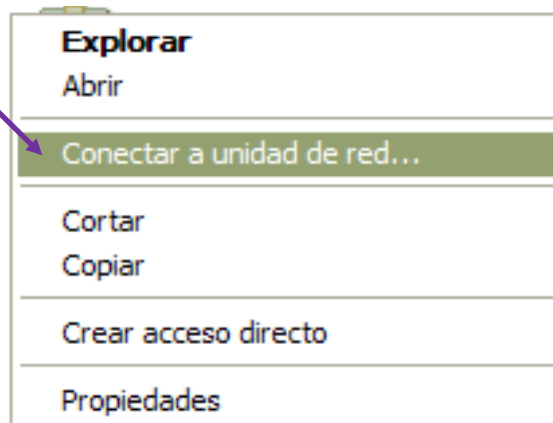 Explorar
Abrir
Conectar a unidad de red...
Cortar
Copiar
Crear acceso directo
Propiedades